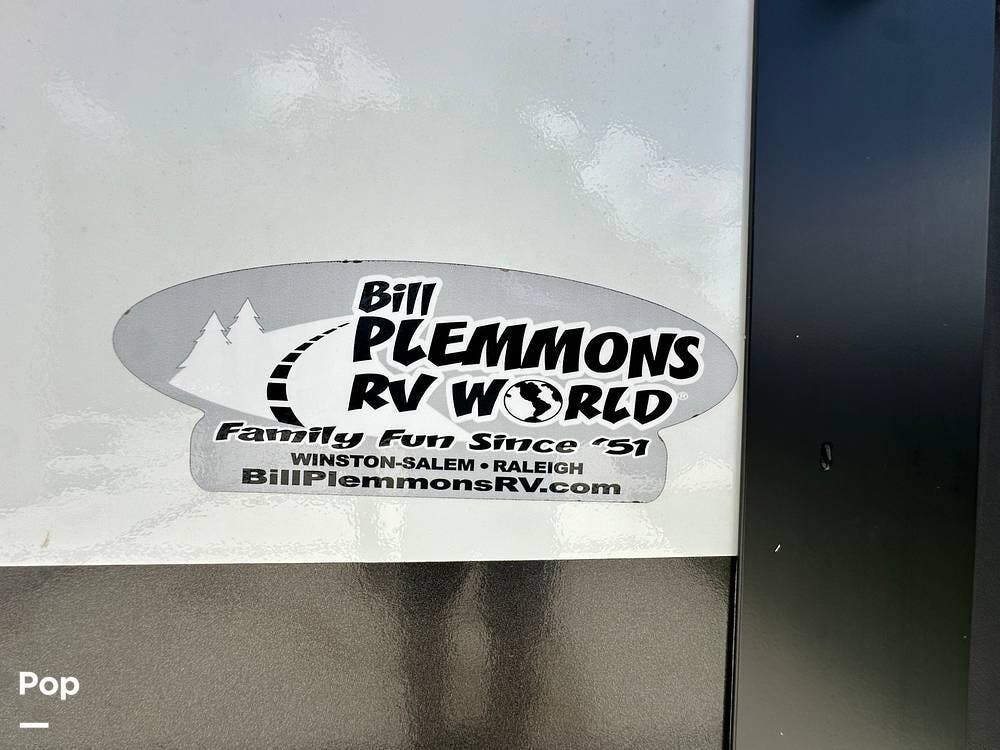 Bill
PLEMMONS
RV WORLD®
Family Fun Since '51
WINSTON-SALEM • RALEIGH
BillPlemmonsRV.com
Pop